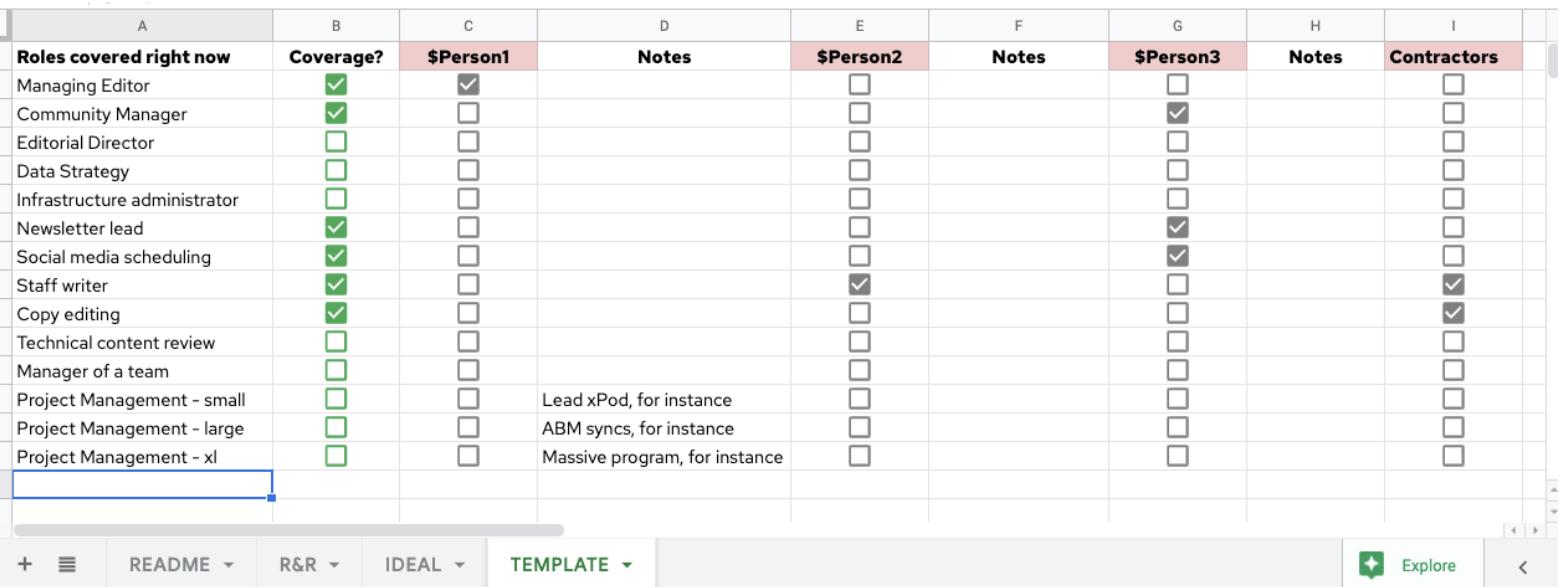 A B C D E F G H I
Roles covered right now Coverage? $Person1 Notes $Person2 Notes $Person3 Notes Contractors
Managing Editor
Community Manager
Editorial Director
Data Strategy
Infrastructure administrator
Newsletter lead
Social media scheduling
Staff writer
Copy editing
Technical content review
Manager of a team
Project Management - small Lead xPod, for instance
Project Management - large ABM syncs, for instance
Project Management - xl Massive program, for instance
README R&R IDEAL TEMPLATE Explore